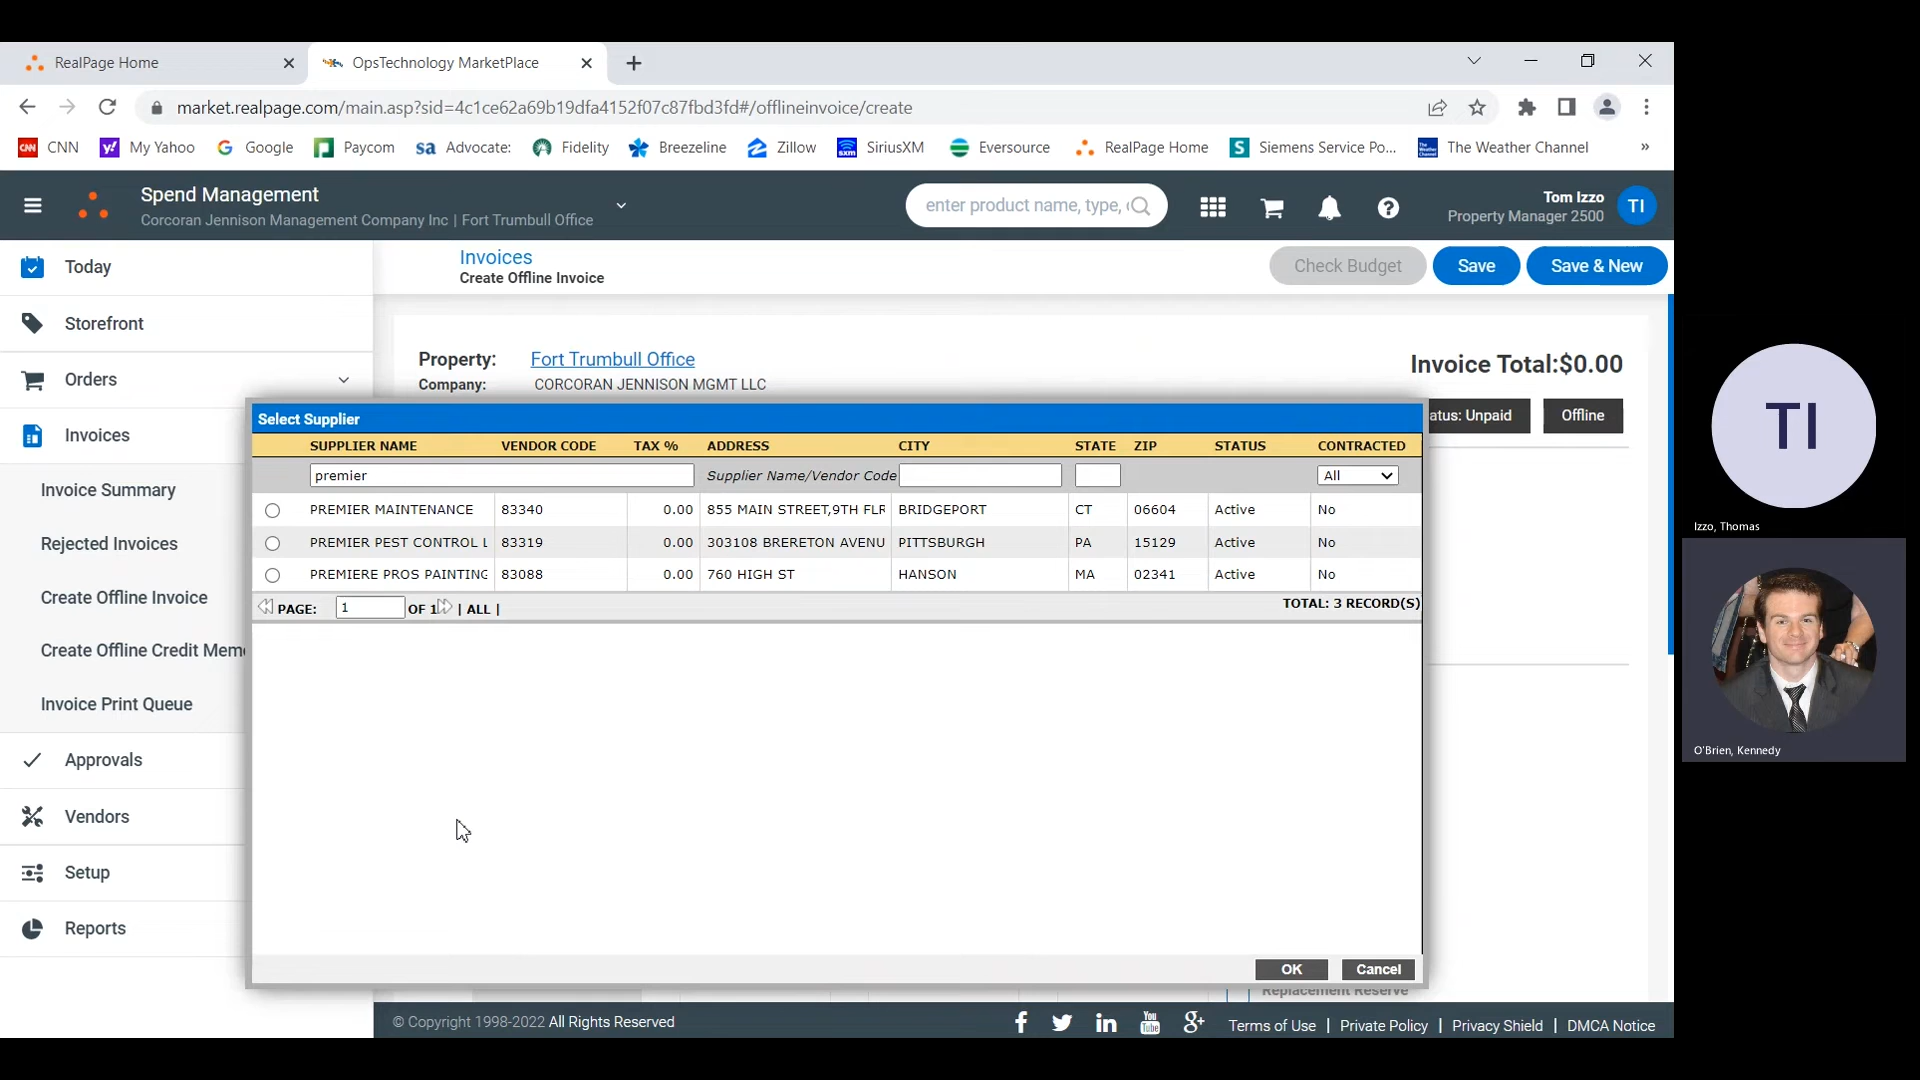 RealPage Home
OpsTechnology MarketPlace
market.realpage.com/main.asp?sid=4c1ce62a69b19dfa4152f07c87fbd3fd#/offlineinvoice/create
CNN
My Yahoo
Google
Paycom
sa Advocate:
Fidelity
Breezeline
Zillow
SiriusXM
Eversource
RealPage Home
S Siemens Service Po...
The Weather Channel
»
Spend Management
Corcoran Jennison Management Company Inc | Fort Trumbull Office
enter product name, type, (
Tom Izzo
Property Manager 2500
TI
Today
Storefront
Orders
Invoices
Invoice Summary
Rejected Invoices
Create Offline Invoice
Create Offline Credit Mem
Invoice Print Queue
Approvals
Vendors
Setup
Reports
Invoices
Create Offline Invoice
Check Budget
Save
Save & New
Property: Fort Trumbull Office
Company: CORCORAN JENNISON MGMT LLC
Invoice Total:$0.00
atus: Unpaid
Offline
Select Supplier
SUPPLIER NAME VENDOR CODE TAX % ADDRESS CITY STATE ZIP STATUS CONTRACTED
premier Supplier Name/Vendor Code All
PREMIER MAINTENANCE 83340 0.00 855 MAIN STREET,9TH FLR BRIDGEPORT CT 06604 Active No
PREMIER PEST CONTROL L 83319 0.00 303108 BRERETON AVENU PITTSBURGH PA 15129 Active No
PREMIERE PROS PAINTING 83088 0.00 760 HIGH ST HANSON MA 02341 Active No
PAGE: 1 OF 1 | ALL |
TOTAL: 3 RECORD(S)
OK
Cancel
Replacement Reserve
© Copyright 1998-2022 All Rights Reserved
Terms of Use | Private Policy | Privacy Shield | DMCA Notice
TI
Izzo, Thomas
O'Brien, Kennedy